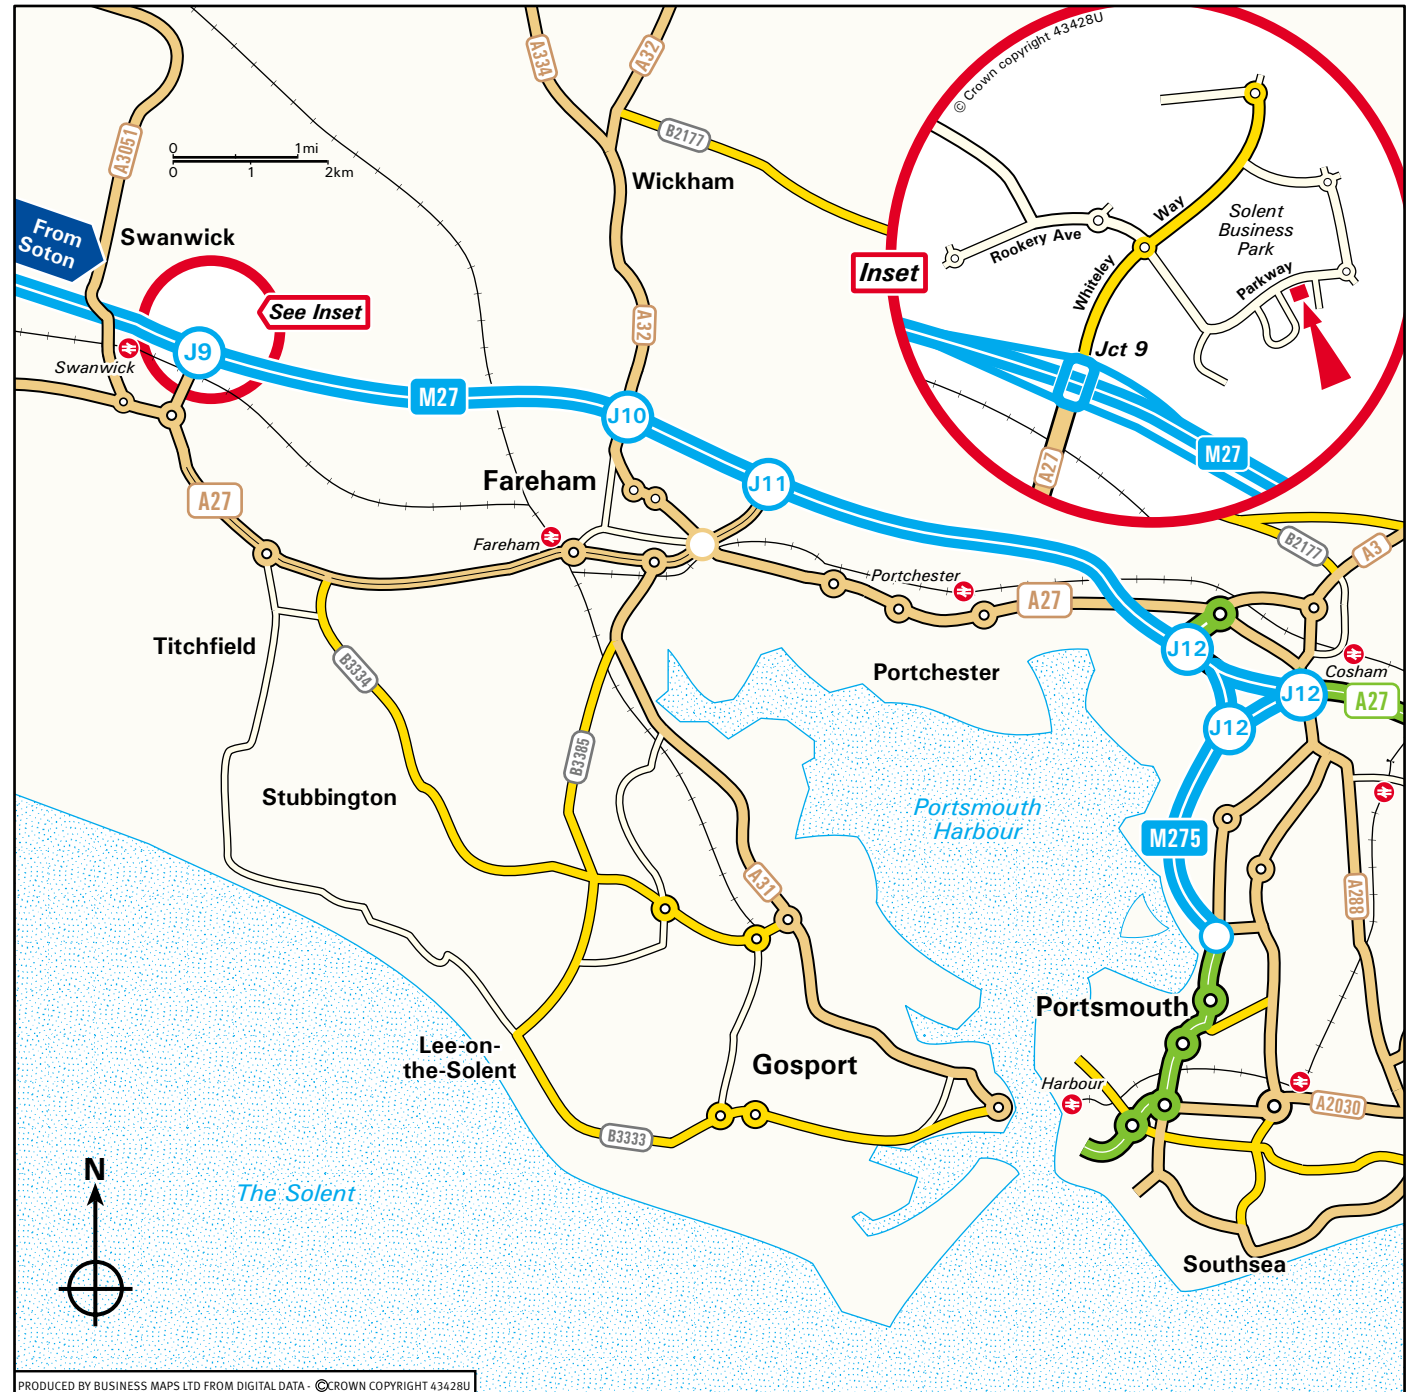 © Crown copyright 43428U
A334
A32
B2177
A3051
0 1mi
0 1 2km
Wickham
From
Soton
Swanwick
See Inset
Inset
Rookery Ave
Way
Whiteley
Solent
Business
Park
Parkway
Jct 9
M27
A27
J9
Swanwick
M27
A32
J10
J11
Fareham
A27
Fareham
Portchester
A27
B2177
A3
J12
Cosham
J12
A27
J12
Titchfield
B3334
Portchester
B3385
Stubbington
Portsmouth
Harbour
M275
A31
A288
Portsmouth
Lee-on-
the-Solent
Gosport
Harbour
A2030
B3333
N
The Solent
Southsea
PRODUCED BY BUSINESS MAPS LTD FROM DIGITAL DATA - ©CROWN COPYRIGHT 43428U